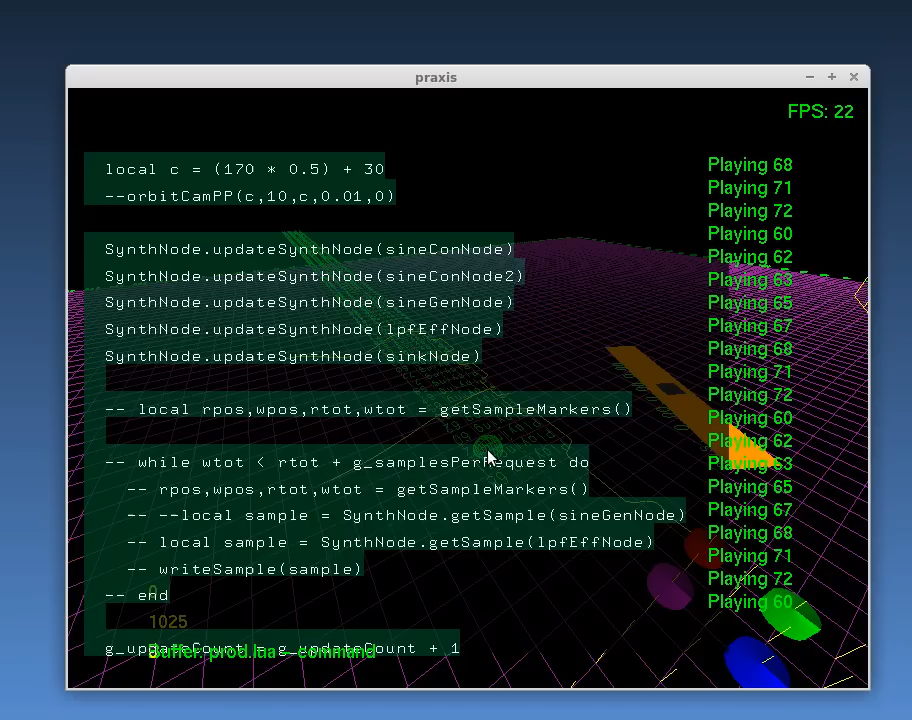 praxis
FPS: 22
local c = (170 * 0.5) + 30
--orbitCamPP(c,10,c,0.01,0)
SynthNode.updateSynthNode(sineConNode)
SynthNode.updateSynthNode(sineConNode2)
SynthNode.updateSynthNode(sineGenNode)
SynthNode.updateSynthNode(lpfEffNode)
SynthNode.updateSynthNode(sinkNode)
-- local rpos,wpos,rtot,wtot = getSampleMarkers()
-- while wtot < rtot + g_samplesPerRequest do
-- rpos,wpos,rtot,wtot = getSampleMarkers()
-- --local sample = SynthNode.getSample(sineGenNode)
-- local sample = SynthNode.getSample(lpfEffNode)
-- writeSample(sample)
-- end
1025
g_updateCount = g_updateCount + 1
Buffer: prod.lua - command
Playing 68
Playing 71
Playing 72
Playing 60
Playing 62
Playing 63
Playing 65
Playing 67
Playing 68
Playing 71
Playing 72
Playing 60
Playing 62
Playing 63
Playing 65
Playing 67
Playing 68
Playing 71
Playing 72
Playing 60